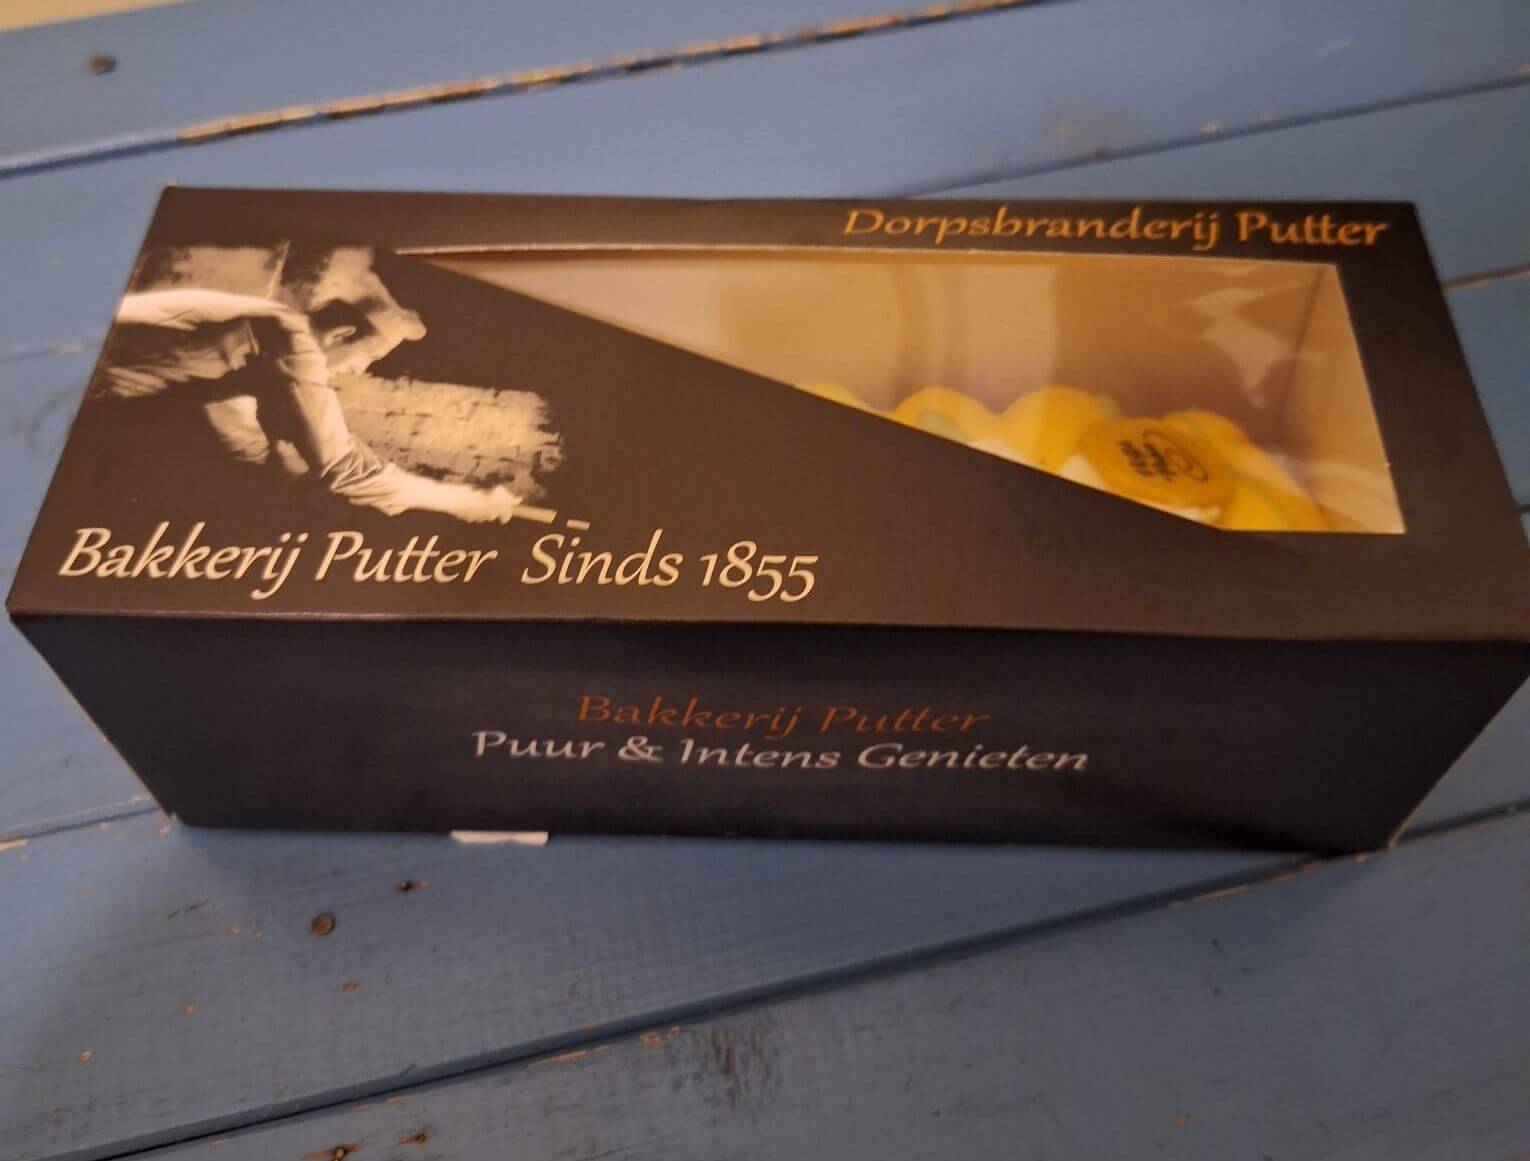 Dorpsbranderij Putter
Bakkerij Putter Sinds 1855
Bakkerij Putter
Puur & Intens Genieten